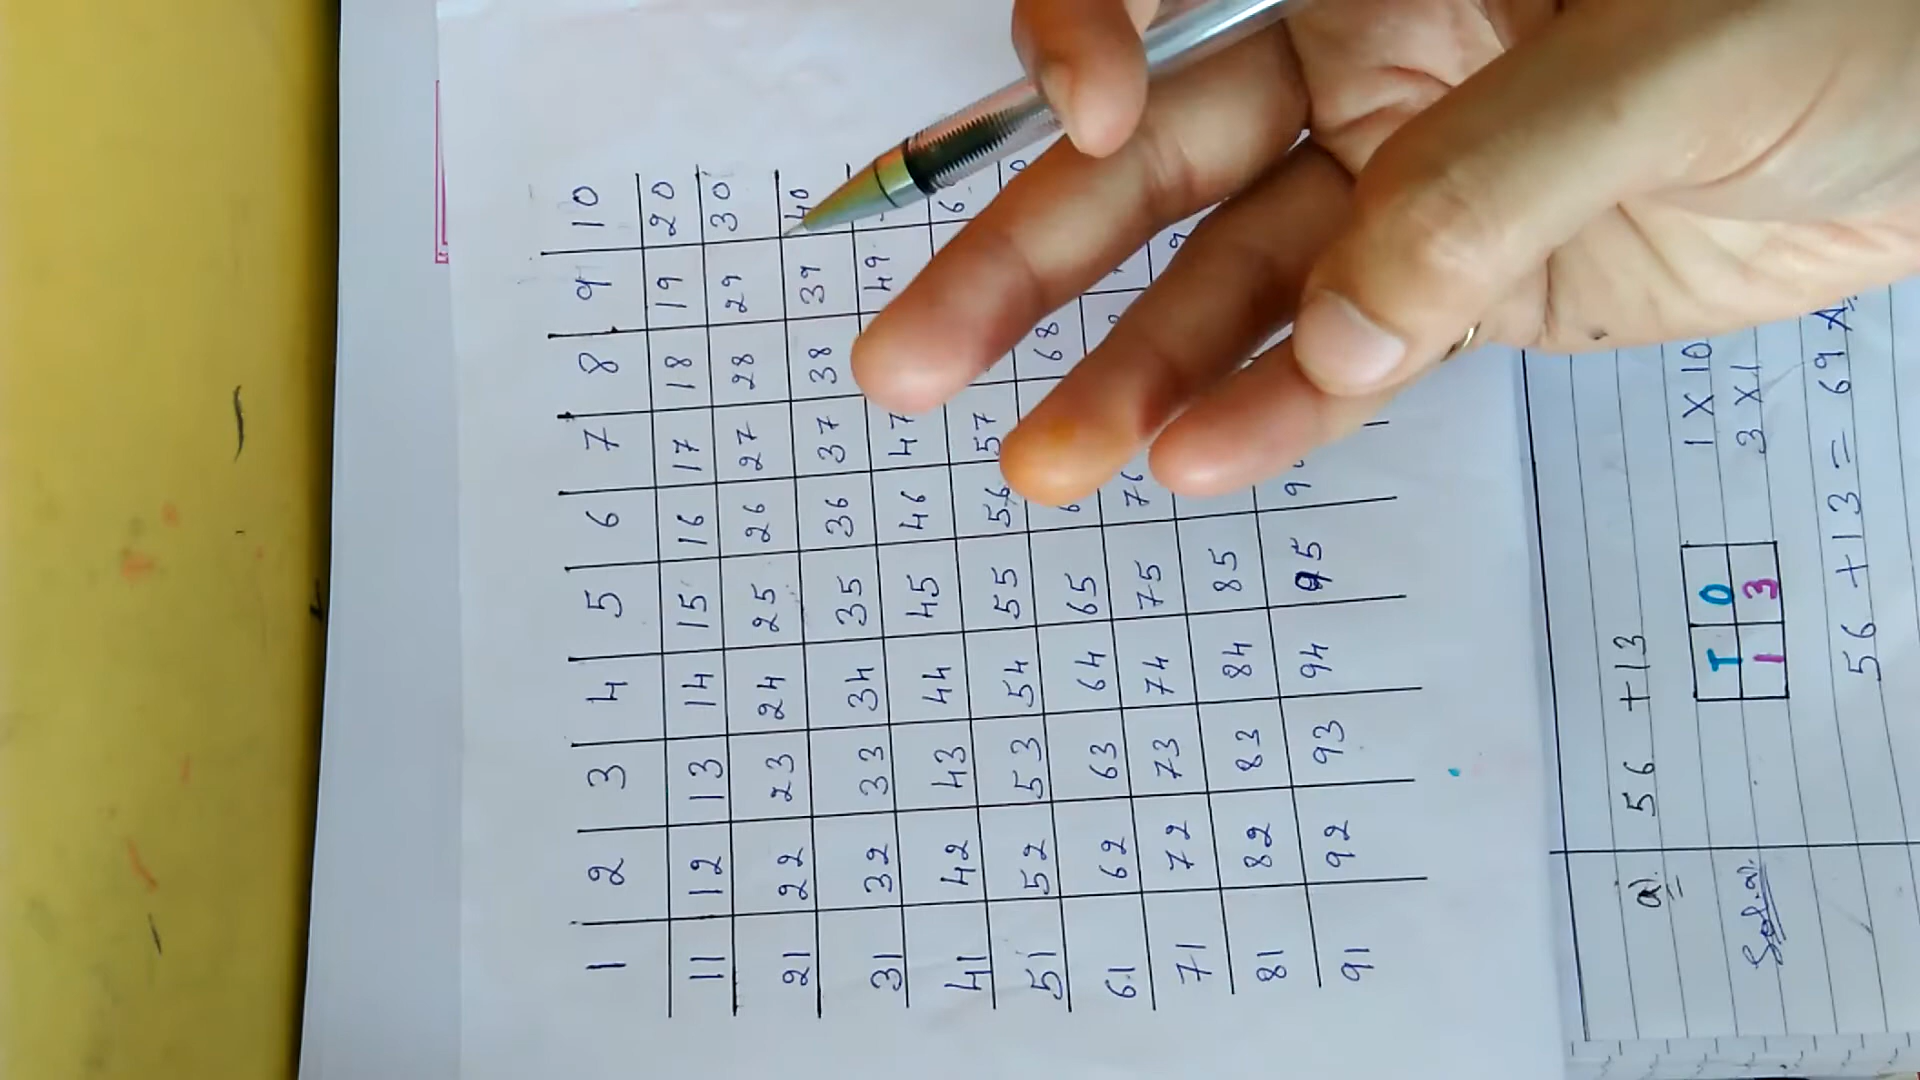 1 2 3 4 5 6 7 8 9 10
11 12 13 14 15 16 17 18 19 20
21 22 23 24 25 26 27 28 29 30
31 32 33 34 35 36 37 38 39 40
41 42 43 44 45 46 47 49
51 52 53 54 55 56 57
61 62 63 64 65 68
71 72 73 74 75 76
81 82 83 84 85
91 92 93 94 95
a) 56 + 13
Sol. a)
T O 1 X 10
1 3 3 X 1
56 + 13 = 69 A